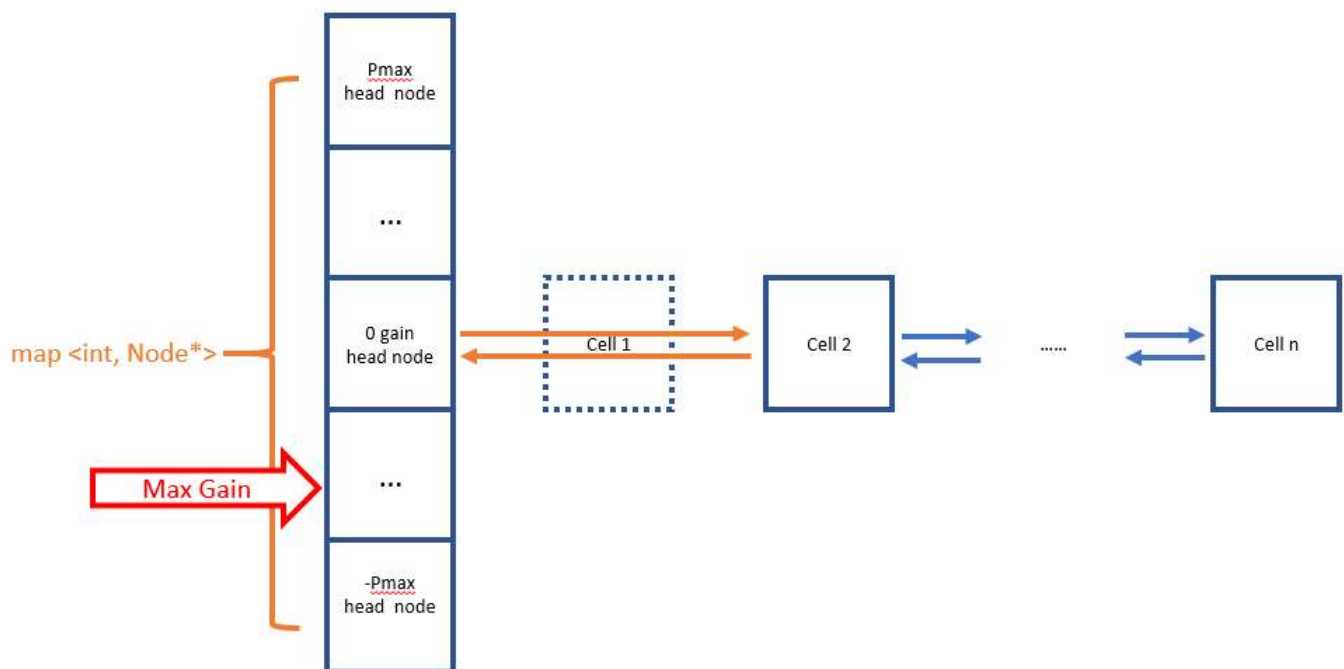 Pmax
head node
...
map <int, Node*>
0 gain
head node
Cell 1
Cell 2
......
Cell n
Max Gain
...
-Pmax
head node